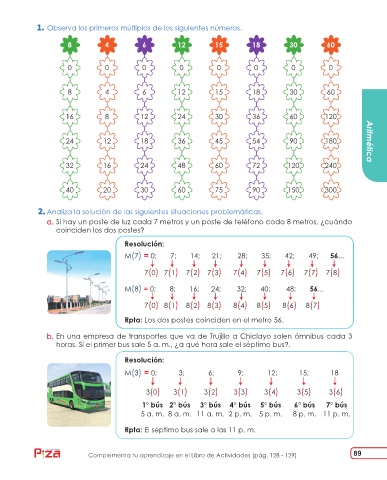 1. Observa los primeros múltiplos de los siguientes números.
8 4 6 12 15 18 30 60
0 0 0 0 0 0 0 0
8 4 6 12 15 18 30 60
16 8 12 24 30 36 60 120
24 12 18 36 45 54 90 180
32 16 24 48 60 72 120 240
40 20 30 60 75 90 150 300
Aritmética
2. Analiza la solución de las siguientes situaciones problemáticas.
a. Si hay un poste de luz cada 7 metros y un poste de teléfono cada 8 metros, ¿cuándo
coinciden los dos postes?
Resolución:
M(7) = 0; 7; 14; 21; 28; 35; 42; 49; 56...
7(0) 7(1) 7(2) 7(3) 7(4) 7(5) 7(6) 7(7) 7(8)
M(8) = 0; 8; 16; 24; 32; 40; 48; 56...
7(0) 8(1) 8(2) 8(3) 8(4) 8(5) 8(6) 8(7)
Rpta: Los dos postes coinciden en el metro 56.
b. En una empresa de transportes que va de Trujillo a Chiclayo salen ómnibus cada 3
horas. Si el primer bus sale 5 a. m., ¿a qué hora sale el séptimo bus?.
Resolución:
M(3) = 0; 3; 6; 9; 12; 15; 18
3(0) 3(1) 3(2) 3(3) 3(4) 3(5) 3(6)
1° bús 2° bús 3° bús 4° bús 5° bús 6° bús 7° bús
5 a. m. 8 a. m. 11 a. m. 2 p. m. 5 p. m. 8 p. m. 11 p. m.
Rpta: El séptimo bus sale a las 11 p. m.
Complementa tu aprendizaje en el Libro de Actividades (pág. 128 - 129)
89